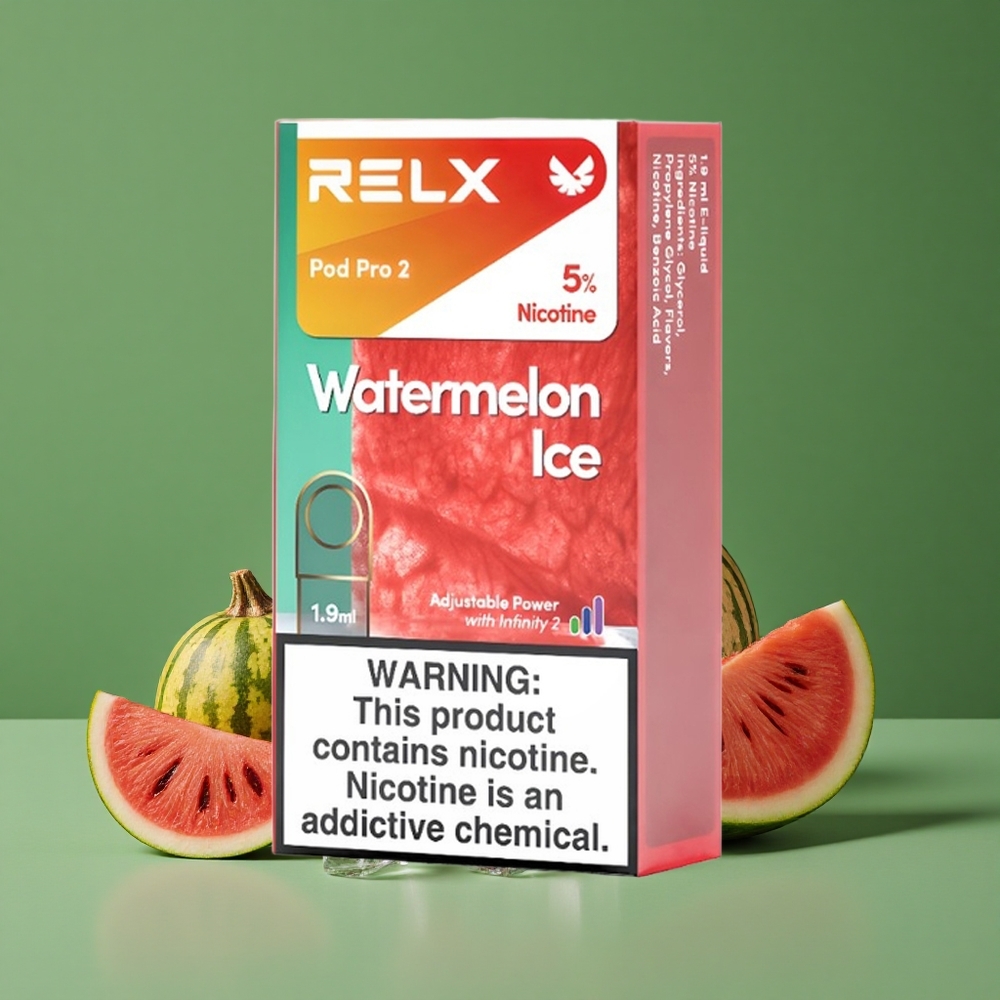 RELX
Pod Pro 2
5%
Nicotine
Watermelon
Ice
1.9ml
Adjustable Power
with Infinity 2
WARNING:
This product
contains nicotine.
Nicotine is an
addictive chemical.
1.9 ml E-liquid
5% Nicotine
Ingredients: Glycerol,
Propylene Glycol, Flavors,
Nicotine, Benzoic Acid